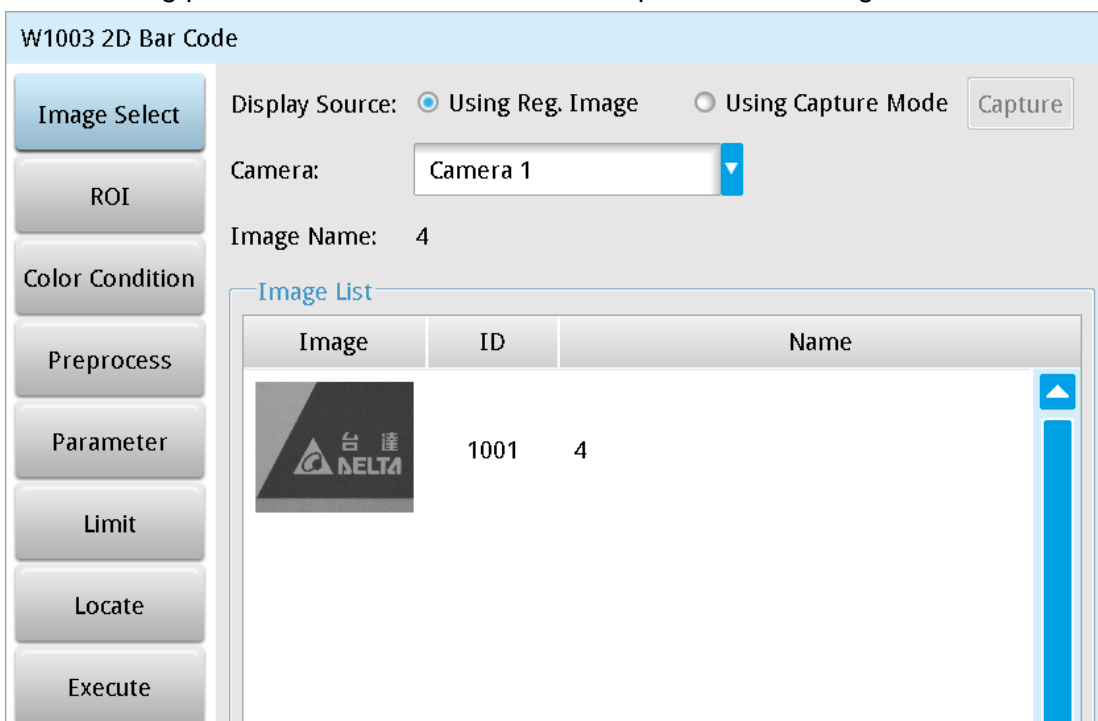 W1003 2D Bar Code
Image Select
Display Source: Using Reg. Image Using Capture Mode Capture
Camera: Camera 1
ROI
Image Name: 4
Color Condition
Image List
Image ID Name
Preprocess
Parameter
台達
DELTA
1001 4
Limit
Locate
Execute